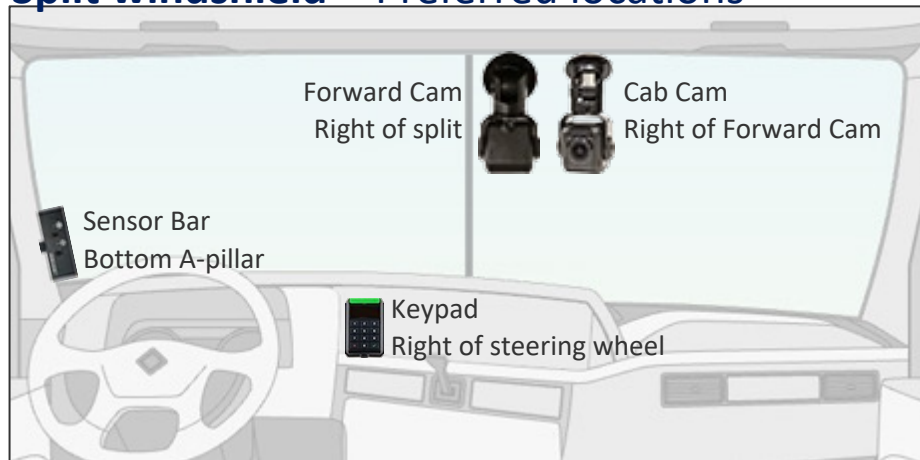 Split windshield – Preferred locations
Forward Cam
Right of split
Cab Cam
Right of Forward Cam
Sensor Bar
Bottom A-pillar
Keypad
Right of steering wheel